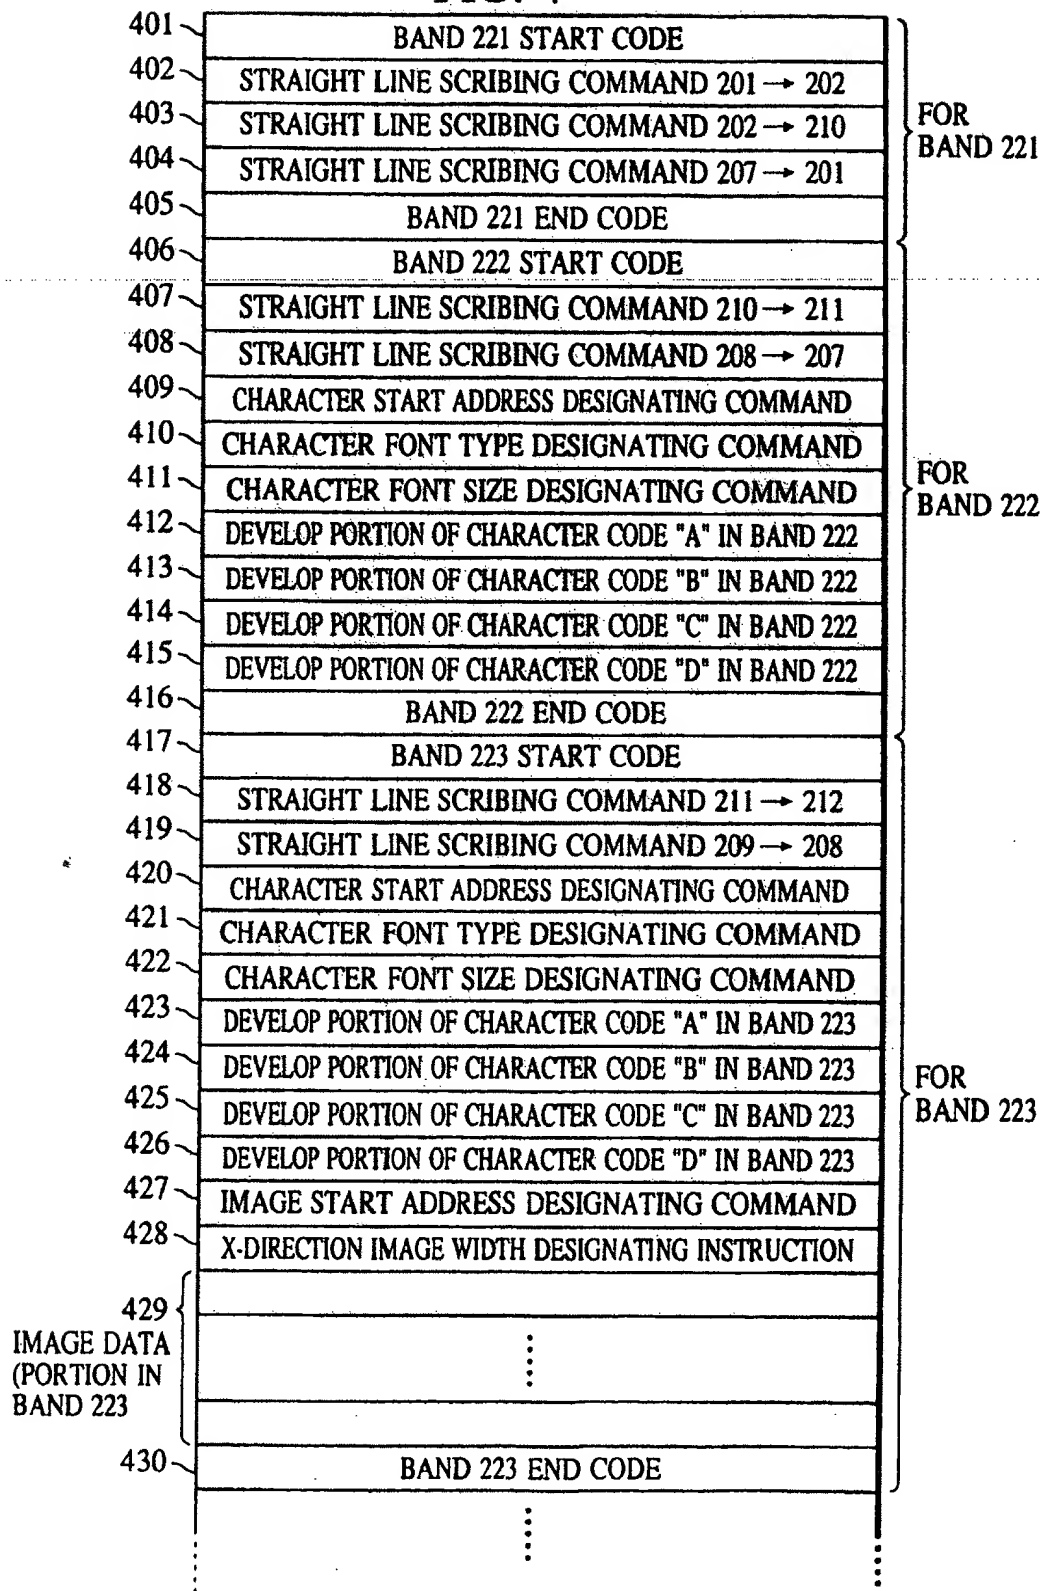 401 BAND 221 START CODE
402 STRAIGHT LINE SCRIBING COMMAND 201 → 202
403 STRAIGHT LINE SCRIBING COMMAND 202 → 210
404 STRAIGHT LINE SCRIBING COMMAND 207 → 201
405 BAND 221 END CODE
FOR
BAND 221
406 BAND 222 START CODE
407 STRAIGHT LINE SCRIBING COMMAND 210 → 211
408 STRAIGHT LINE SCRIBING COMMAND 208 → 207
409 CHARACTER START ADDRESS DESIGNATING COMMAND
410 CHARACTER FONT TYPE DESIGNATING COMMAND
411 CHARACTER FONT SIZE DESIGNATING COMMAND
412 DEVELOP PORTION OF CHARACTER CODE "A" IN BAND 222
413 DEVELOP PORTION OF CHARACTER CODE "B" IN BAND 222
414 DEVELOP PORTION OF CHARACTER CODE "C" IN BAND 222
415 DEVELOP PORTION OF CHARACTER CODE "D" IN BAND 222
416 BAND 222 END CODE
FOR
BAND 222
417 BAND 223 START CODE
418 STRAIGHT LINE SCRIBING COMMAND 211 → 212
419 STRAIGHT LINE SCRIBING COMMAND 209 → 208
420 CHARACTER START ADDRESS DESIGNATING COMMAND
421 CHARACTER FONT TYPE DESIGNATING COMMAND
422 CHARACTER FONT SIZE DESIGNATING COMMAND
423 DEVELOP PORTION OF CHARACTER CODE "A" IN BAND 223
424 DEVELOP PORTION OF CHARACTER CODE "B" IN BAND 223
425 DEVELOP PORTION OF CHARACTER CODE "C" IN BAND 223
426 DEVELOP PORTION OF CHARACTER CODE "D" IN BAND 223
427 IMAGE START ADDRESS DESIGNATING COMMAND
428 X-DIRECTION IMAGE WIDTH DESIGNATING INSTRUCTION
429
IMAGE DATA
(PORTION IN
BAND 223
430 BAND 223 END CODE
FOR
BAND 223